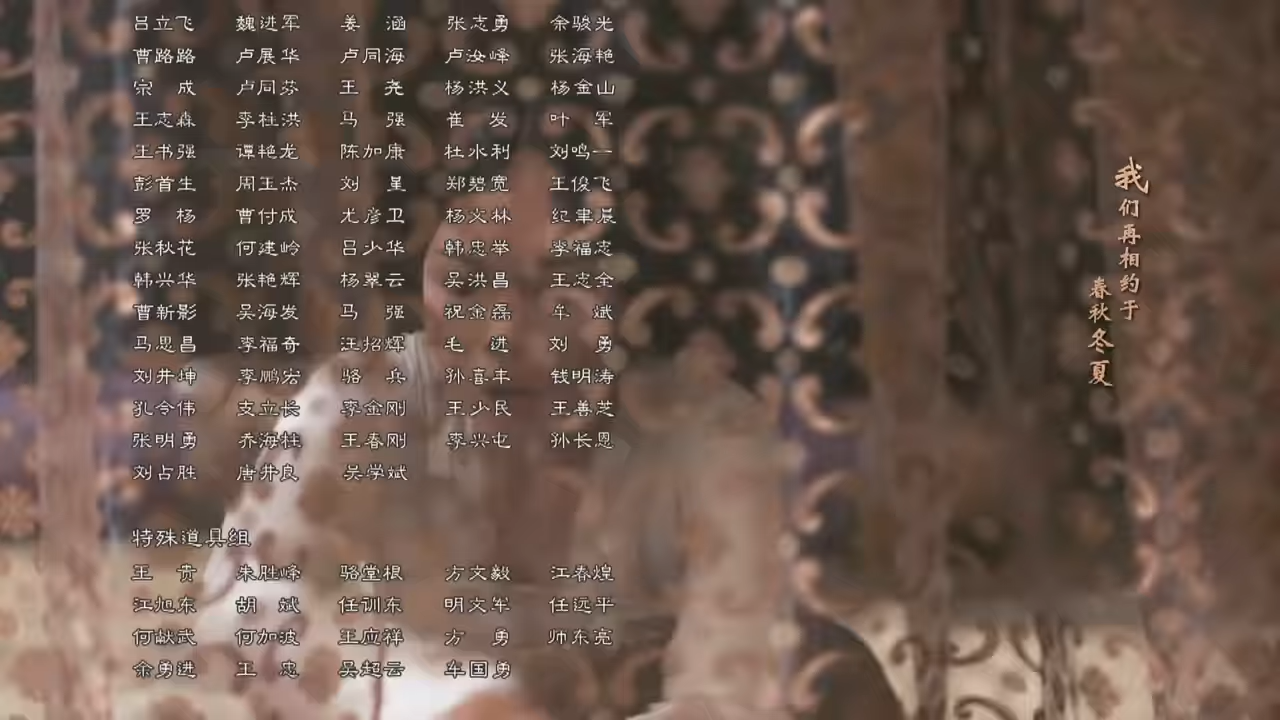 吕立飞 魏进军 姜涵 张志勇 余骏光
曹路路 卢展华 卢同海 卢汝峰 张海艳
宗成 卢同芬 王尧 杨洪义 杨金山
王志森 李柱洪 马强 崔发 叶军
王书强 谭艳龙 陈加康 杜水利 刘鸣一
彭首生 周玉杰 刘星 郑碧宽 王俊飞
罗杨 曹付成 尤彦卫 杨文林 纪聿晨
张秋花 何建岭 吕少华 韩忠举 李福忠
韩兴华 张艳辉 杨翠云 吴洪昌 王志全
曹新影 吴海发 马强 祝金磊 牟斌
马思昌 李福奇 汪招辉 毛进 刘勇
刘井坤 李鹏宏 骆兵 孙喜丰 钱明涛
孔令伟 支立长 李金刚 王少民 王善芝
张明勇 乔海柱 王春刚 李兴屯 孙长恩
刘占胜 唐井良 吴学斌
特殊道具组
王贵 朱胜峰 骆堂根 方文毅 江春煌
江旭东 胡斌 任训东 明文军 任远平
何献武 何加波 王应祥 方勇 师东亮
余勇进 王忠 吴超云 车国勇
我们再相约于
春秋冬夏